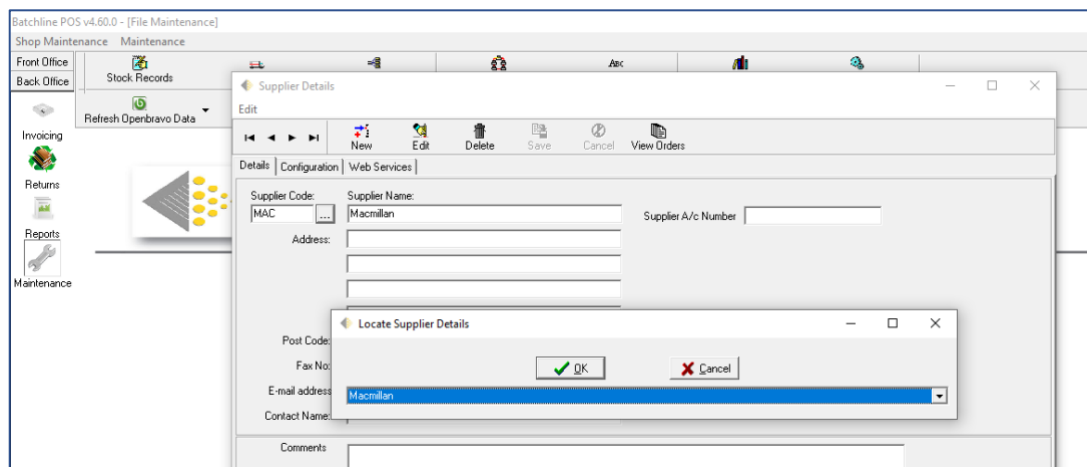 Batchline POS v4.60.0 - [File Maintenance]
Shop Maintenance Maintenance
Front Office
Back Office
Stock Records
ABC
Refresh Openbravo Data
Invoicing
Returns
Reports
Maintenance
Supplier Details
Edit
New Edit Delete Save Cancel View Orders
Details Configuration Web Services
Supplier Code: Supplier Name:
MAC ... Macmillan Supplier A/c Number
Address:
Post Code:
Fax No:
E-mail address
Contact Name:
Comments
Locate Supplier Details
OK Cancel
Macmillan